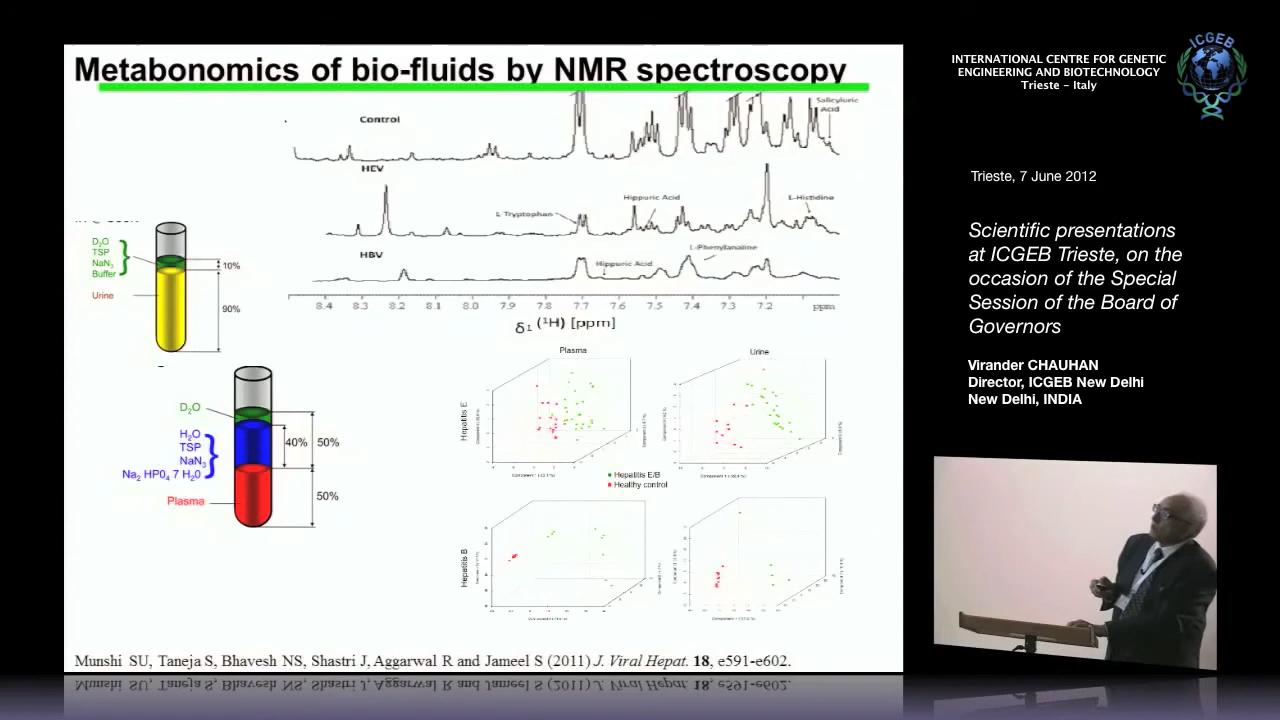 Metabonomics of bio-fluids by NMR spectroscopy
Control
Salicyluric
Acid
HEV
L-Tryptophan
Hippuric Acid
L-Histidine
HBV
Hippuric Acid
L-Phenylanaline
8.4 8.3 8.2 8.1 8.0 7.9 7.8 7.7 7.6 7.5 7.4 7.3 7.2 ppm
δ1 (¹H) [ppm]
D₂O
TSP
NaN₃
Buffer
10%
Urine
90%
D₂O
H₂O
TSP
NaN₃
Na₂ HP0₄ 7 H₂0
40%
50%
Plasma
50%
Plasma
Urine
Hepatitis E
Hepatitis E/B
Healthy control
Hepatitis B
Munshi SU, Taneja S, Bhavesh NS, Shastri J, Aggarwal R and Jameel S (2011) J. Viral Hepat. 18, e591-e602.
INTERNATIONAL CENTRE FOR GENETIC
ENGINEERING AND BIOTECHNOLOGY
Trieste - Italy
ICGEB
Trieste, 7 June 2012
Scientific presentations
at ICGEB Trieste, on the
occasion of the Special
Session of the Board of
Governors
Virander CHAUHAN
Director, ICGEB New Delhi
New Delhi, INDIA